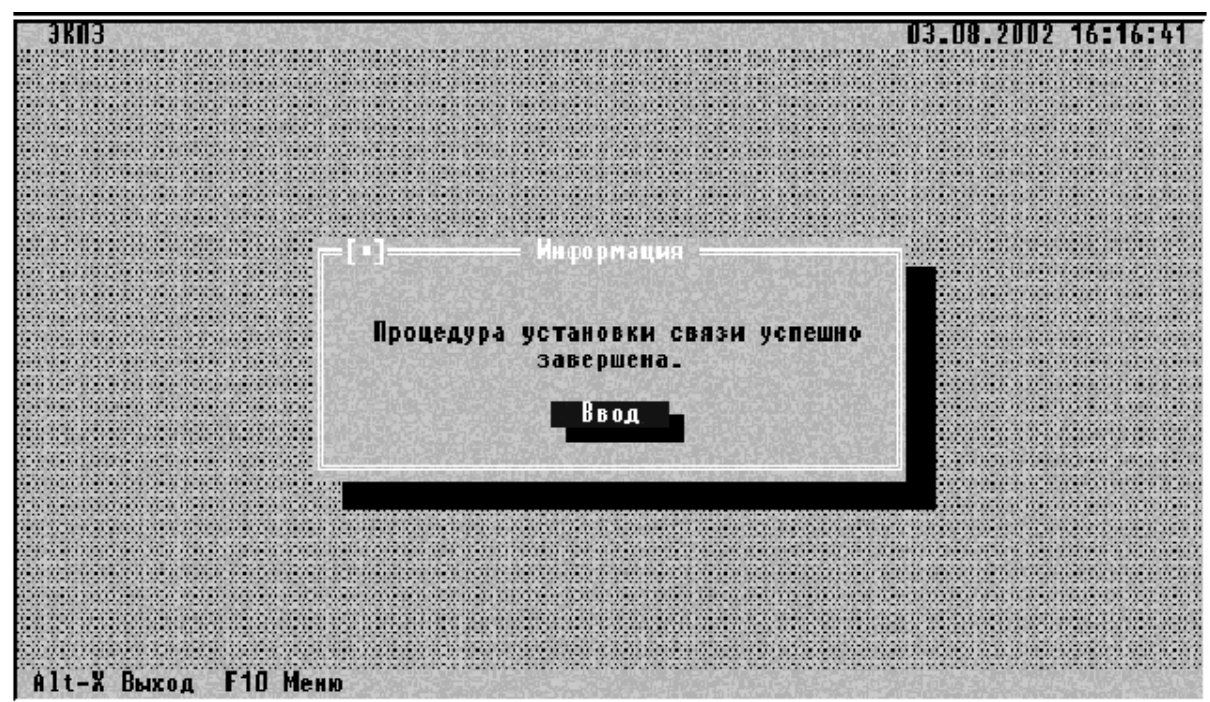 ЭКПЗ 03.08.2002 16:16:41
[▪] Информация
Процедура установки связи успешно
завершена.
Ввод
Alt-X Выход F10 Меню